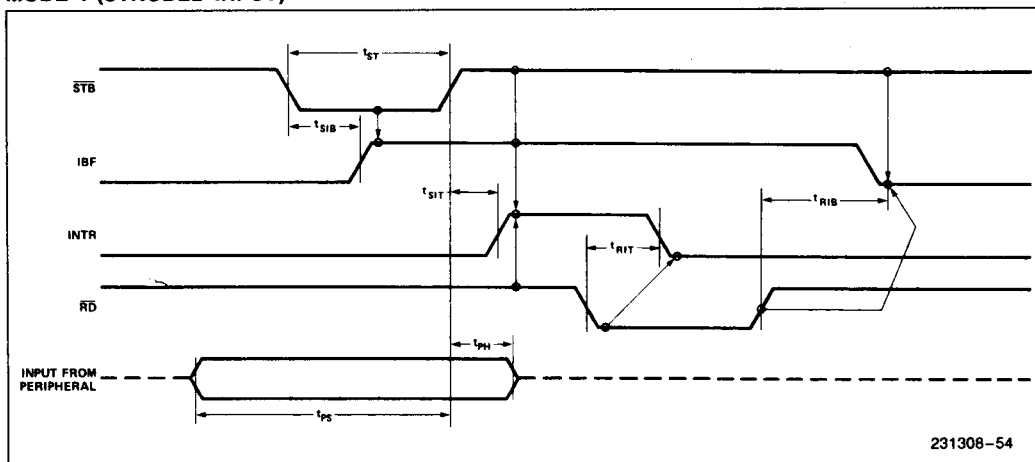 MODE 1 (STROBED INPUT)
tST
STB
tSIB
IBF
tSIT
tRIB
INTR
tRIT
RD
tPH
INPUT FROM
PERIPHERAL
tPS
231308-54